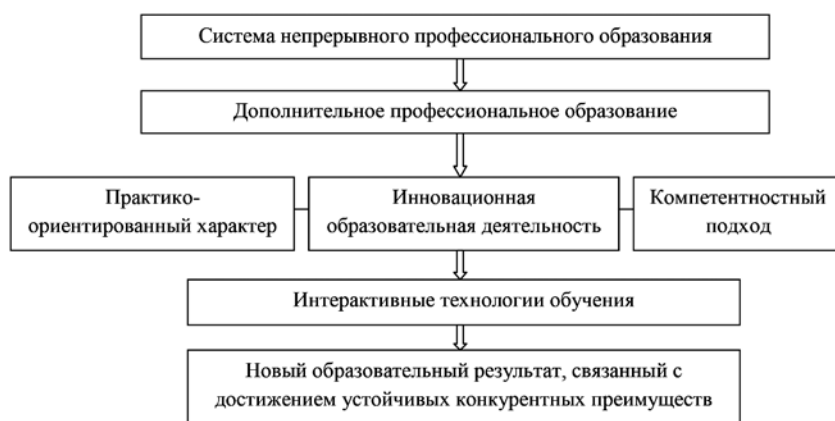 Система непрерывного профессионального образования
Дополнительное профессиональное образование
Практико-
ориентированный характер
Инновационная
образовательная деятельность
Компетентностный
подход
Интерактивные технологии обучения
Новый образовательный результат, связанный с
достижением устойчивых конкурентных преимуществ